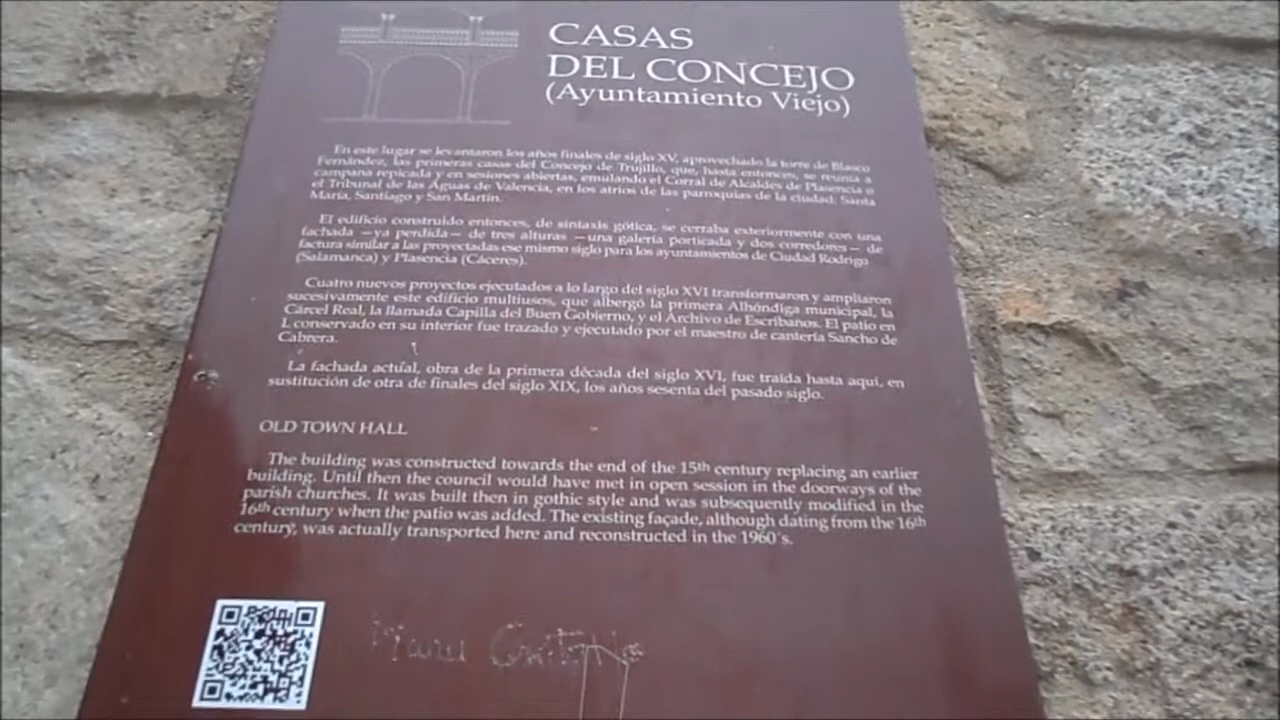 CASAS
DEL CONCEJO
(Ayuntamiento Viejo)
En este lugar se levantaron los años finales de siglo XV, aprovechado la torre de Blasco
Fernández, las primeras casas del Concejo de Trujillo, que, hasta entonces, se reunía a
campana repicada y en sesiones abiertas, emulando el Corral de Alcaldes de Plasencia o
el Tribunal de las Aguas de Valencia, en los atrios de las parroquias de la ciudad: Santa
María, Santiago y San Martín.
El edificio construido entonces, de sintaxis gótica, se cerraba exteriormente con una
fachada —ya perdida— de tres alturas —una galería porticada y dos corredores— de
factura similar a las proyectadas ese mismo siglo para los ayuntamientos de Ciudad Rodrigo
(Salamanca) y Plasencia (Cáceres).
Cuatro nuevos proyectos ejecutados a lo largo del siglo XVI transformaron y ampliaron
sucesivamente este edificio multiusos, que albergó la primera Alhóndiga municipal, la
Cárcel Real, la llamada Capilla del Buen Gobierno, y el Archivo de Escribanos. El patio en
L conservado en su interior fue trazado y ejecutado por el maestro de cantería Sancho de
Cabrera.
La fachada actual, obra de la primera década del siglo XVI, fue traída hasta aquí, en
sustitución de otra de finales del siglo XIX, los años sesenta del pasado siglo.
OLD TOWN HALL
The building was constructed towards the end of the 15th century replacing an earlier
building. Until then the council would have met in open session in the doorways of the
parish churches. It was built then in gothic style and was subsequently modified in the
16th century when the patio was added. The existing façade, although dating from the 16th
century, was actually transported here and reconstructed in the 1960´s.